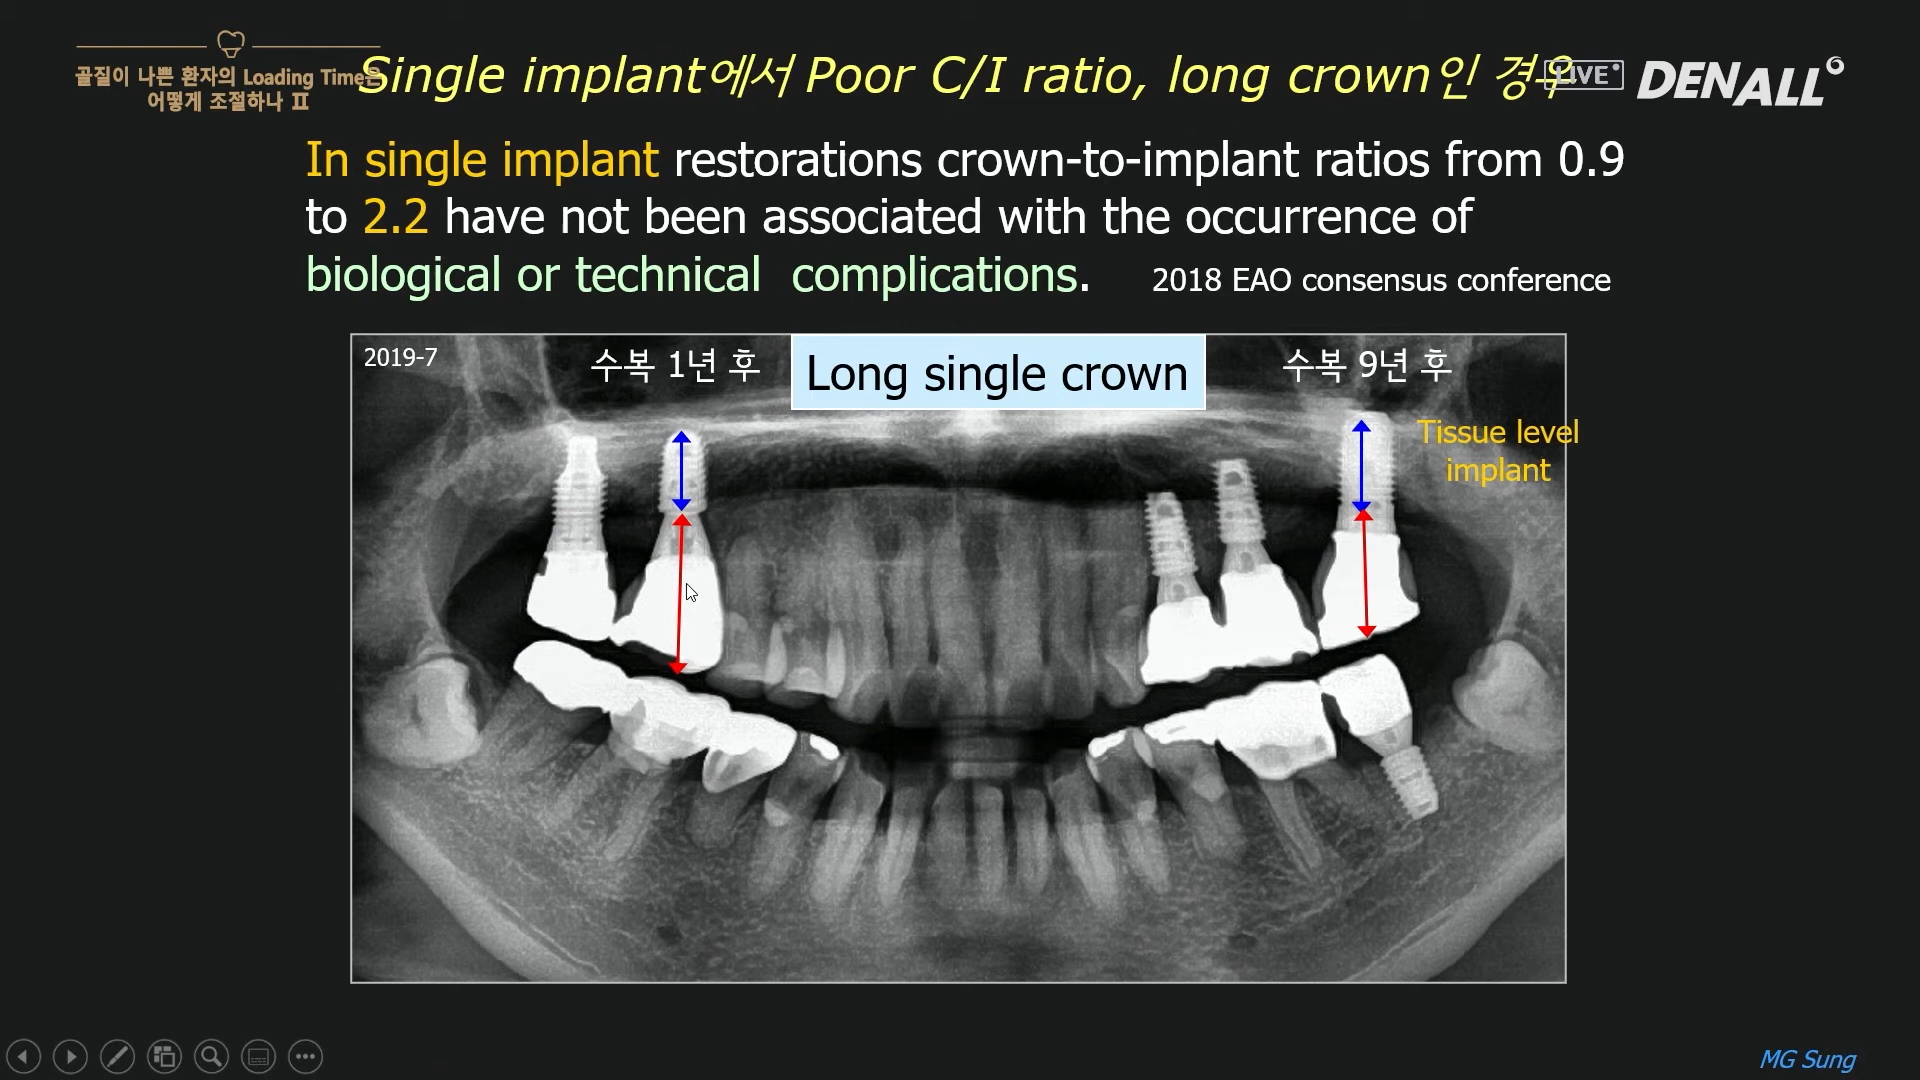 골질이 나쁜 환자의 Loading Time은
어떻게 조절하나 II
Single implant에서 Poor C/I ratio, long crown인 경우
LIVE
DENALL
In single implant restorations crown-to-implant ratios from 0.9
to 2.2 have not been associated with the occurrence of
biological or technical complications.
2018 EAO consensus conference
2019-7
수복 1년 후
Long single crown
수복 9년 후
Tissue level
implant
MG Sung